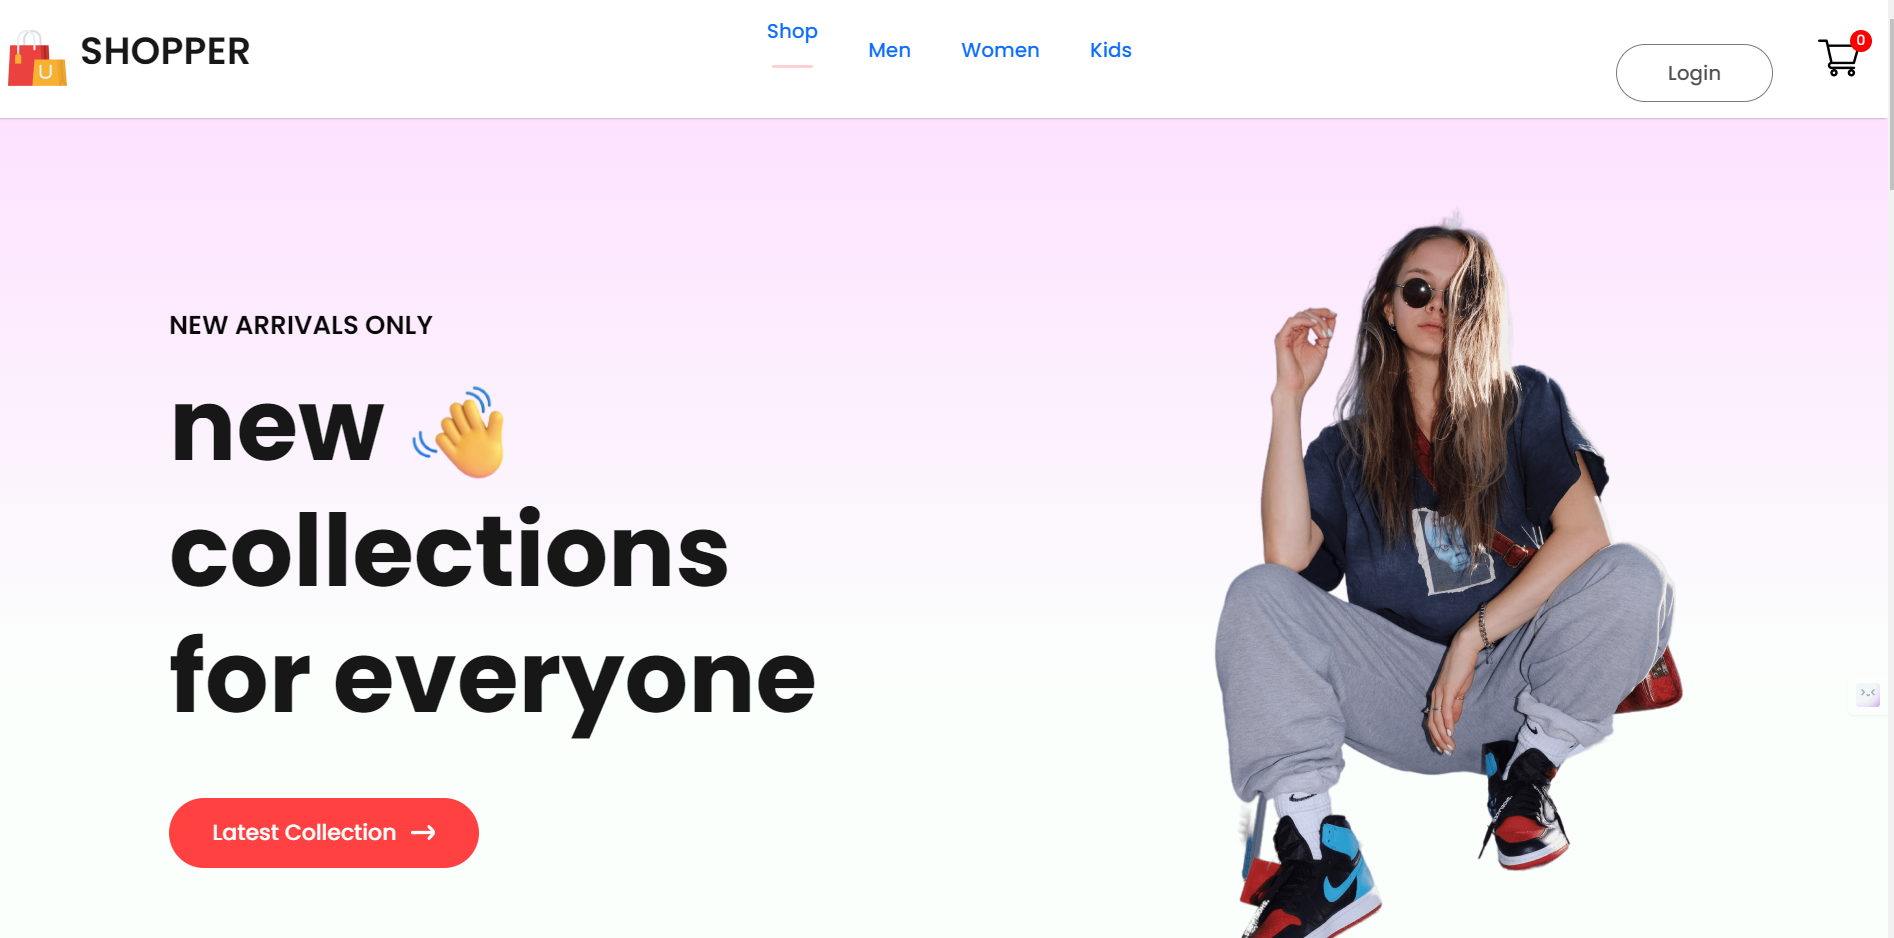 SHOPPER
Shop
Men
Women
Kids
Login
0
NEW ARRIVALS ONLY
new 👋
collections
for everyone
Latest Collection →